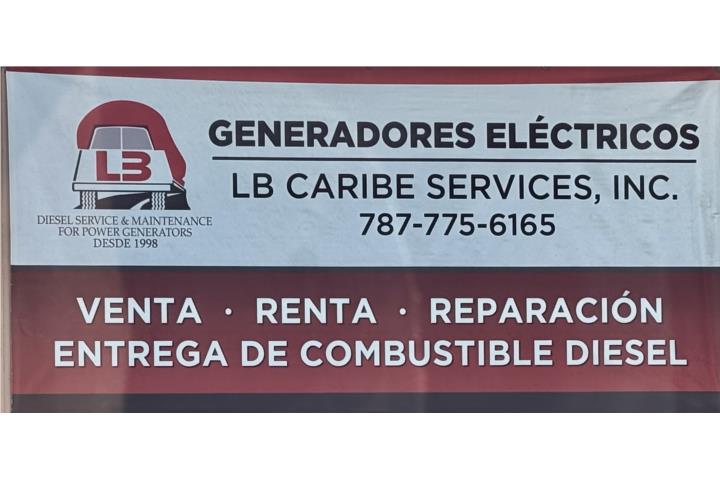 LB
DIESEL SERVICE & MAINTENANCE
FOR POWER GENERATORS
DESDE 1998
GENERADORES ELÉCTRICOS
LB CARIBE SERVICES, INC.
787-775-6165
VENTA · RENTA · REPARACIÓN
ENTREGA DE COMBUSTIBLE DIESEL